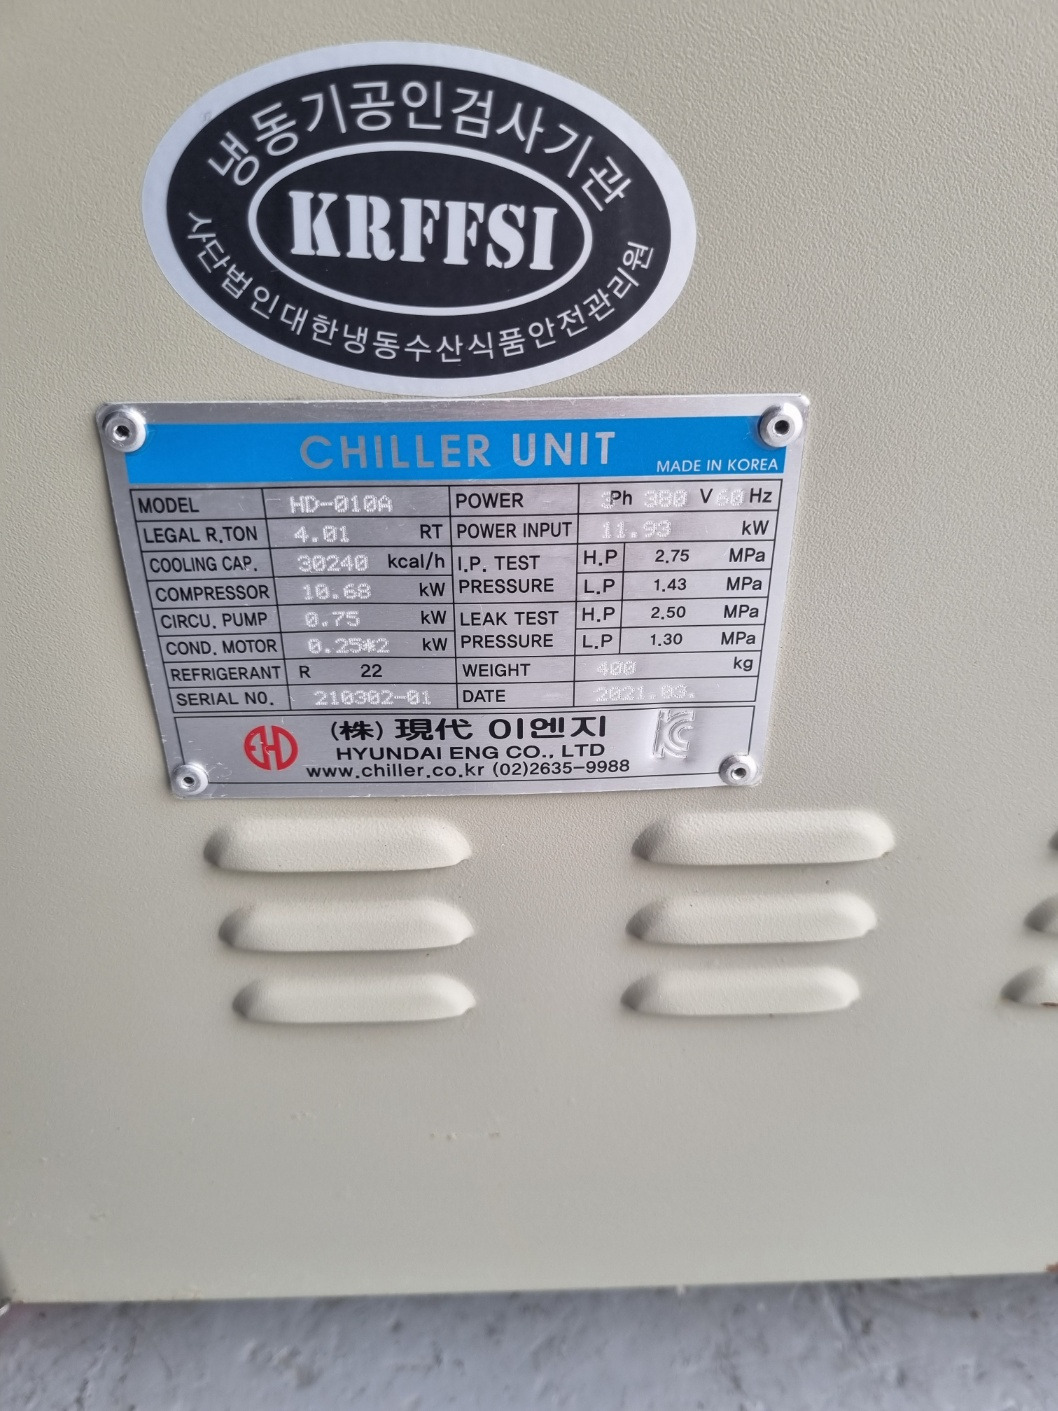 냉동기공인검사기관
KRFFSI
사단법인대한냉동수산식품안전관리원
CHILLER UNIT
MADE IN KOREA
MODEL HD-010A POWER 3Ph 380 V 60 Hz
LEGAL R.TON 4.01 RT POWER INPUT 11.93 kW
COOLING CAP. 30240 kcal/h I.P. TEST PRESSURE H.P 2.75 MPa
COMPRESSOR 10.68 kW L.P 1.43 MPa
CIRCU. PUMP 0.75 kW LEAK TEST PRESSURE H.P 2.50 MPa
COND. MOTOR 0.25*2 kW L.P 1.30 MPa
REFRIGERANT R 22 WEIGHT 400 kg
SERIAL NO. 210302-01 DATE 2021.03.
EHD (株) 現代 이엔지
HYUNDAI ENG CO., LTD
www.chiller.co.kr (02)2635-9988